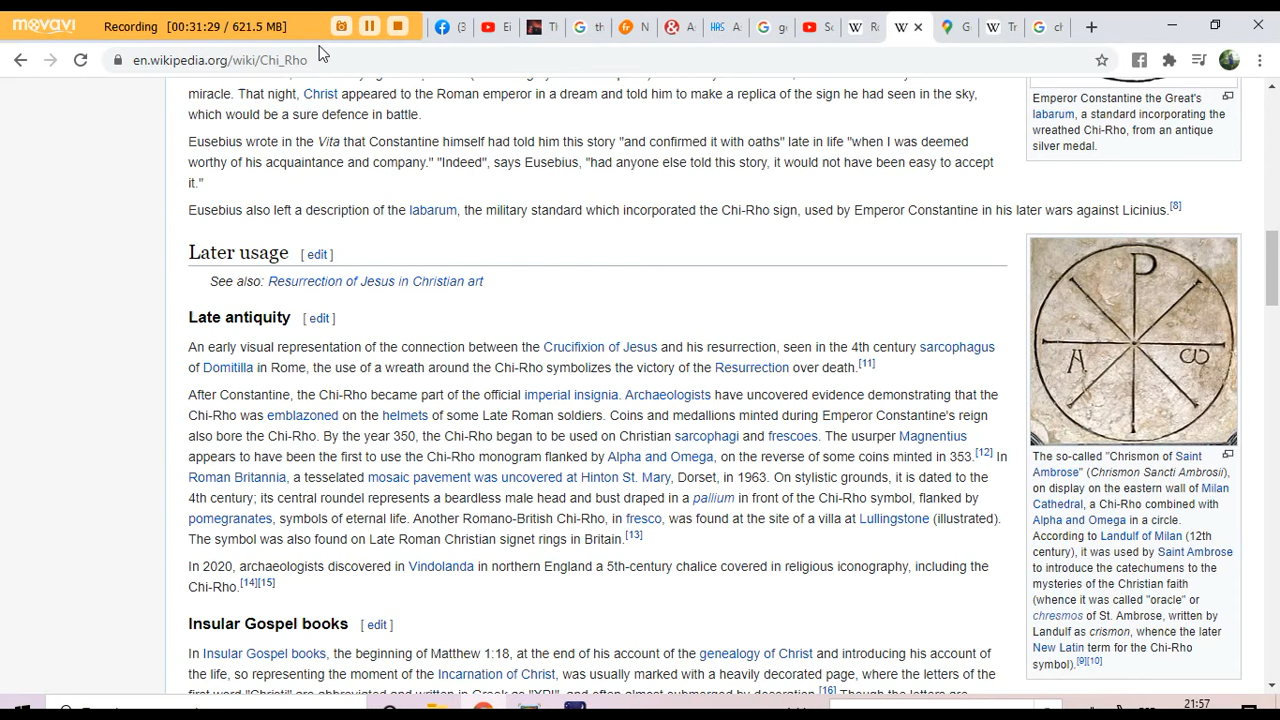 movavi
Recording [00:31:29 / 621.5 MB]
en.wikipedia.org/wiki/Chi_Rho
miracle. That night, Christ appeared to the Roman emperor in a dream and told him to make a replica of the sign he had seen in the sky,
which would be a sure defence in battle.
Eusebius wrote in the Vita that Constantine himself had told him this story "and confirmed it with oaths" late in life "when I was deemed
worthy of his acquaintance and company." "Indeed", says Eusebius, "had anyone else told this story, it would not have been easy to accept
it."
Eusebius also left a description of the labarum, the military standard which incorporated the Chi-Rho sign, used by Emperor Constantine in his later wars against Licinius.[8]
Later usage [ edit ]
See also: Resurrection of Jesus in Christian art
Late antiquity [ edit ]
An early visual representation of the connection between the Crucifixion of Jesus and his resurrection, seen in the 4th century sarcophagus
of Domitilla in Rome, the use of a wreath around the Chi-Rho symbolizes the victory of the Resurrection over death.[11]
After Constantine, the Chi-Rho became part of the official imperial insignia. Archaeologists have uncovered evidence demonstrating that the
Chi-Rho was emblazoned on the helmets of some Late Roman soldiers. Coins and medallions minted during Emperor Constantine's reign
also bore the Chi-Rho. By the year 350, the Chi-Rho began to be used on Christian sarcophagi and frescoes. The usurper Magnentius
appears to have been the first to use the Chi-Rho monogram flanked by Alpha and Omega, on the reverse of some coins minted in 353.[12] In
Roman Britannia, a tesselated mosaic pavement was uncovered at Hinton St. Mary, Dorset, in 1963. On stylistic grounds, it is dated to the
4th century; its central roundel represents a beardless male head and bust draped in a pallium in front of the Chi-Rho symbol, flanked by
pomegranates, symbols of eternal life. Another Romano-British Chi-Rho, in fresco, was found at the site of a villa at Lullingstone (illustrated).
The symbol was also found on Late Roman Christian signet rings in Britain.[13]
In 2020, archaeologists discovered in Vindolanda in northern England a 5th-century chalice covered in religious iconography, including the
Chi-Rho.[14][15]
Insular Gospel books [ edit ]
In Insular Gospel books, the beginning of Matthew 1:18, at the end of his account of the genealogy of Christ and introducing his account of
the life, so representing the moment of the Incarnation of Christ, was usually marked with a heavily decorated page, where the letters of
Emperor Constantine the Great's
labarum, a standard incorporating the
wreathed Chi-Rho, from an antique
silver medal.
P
Α ω
The so-called "Chrismon of Saint
Ambrose" (Chrismon Sancti Ambrosii),
on display on the eastern wall of Milan
Cathedral, a Chi-Rho combined with
Alpha and Omega in a circle.
According to Landulf of Milan (12th
century), it was used by Saint Ambrose
to introduce the catechumens to the
mysteries of the Christian faith
(whence it was called "oracle" or
chresmos of St. Ambrose, written by
Landulf as crismon, whence the later
New Latin term for the Chi-Rho
symbol).[9][10]
21:57